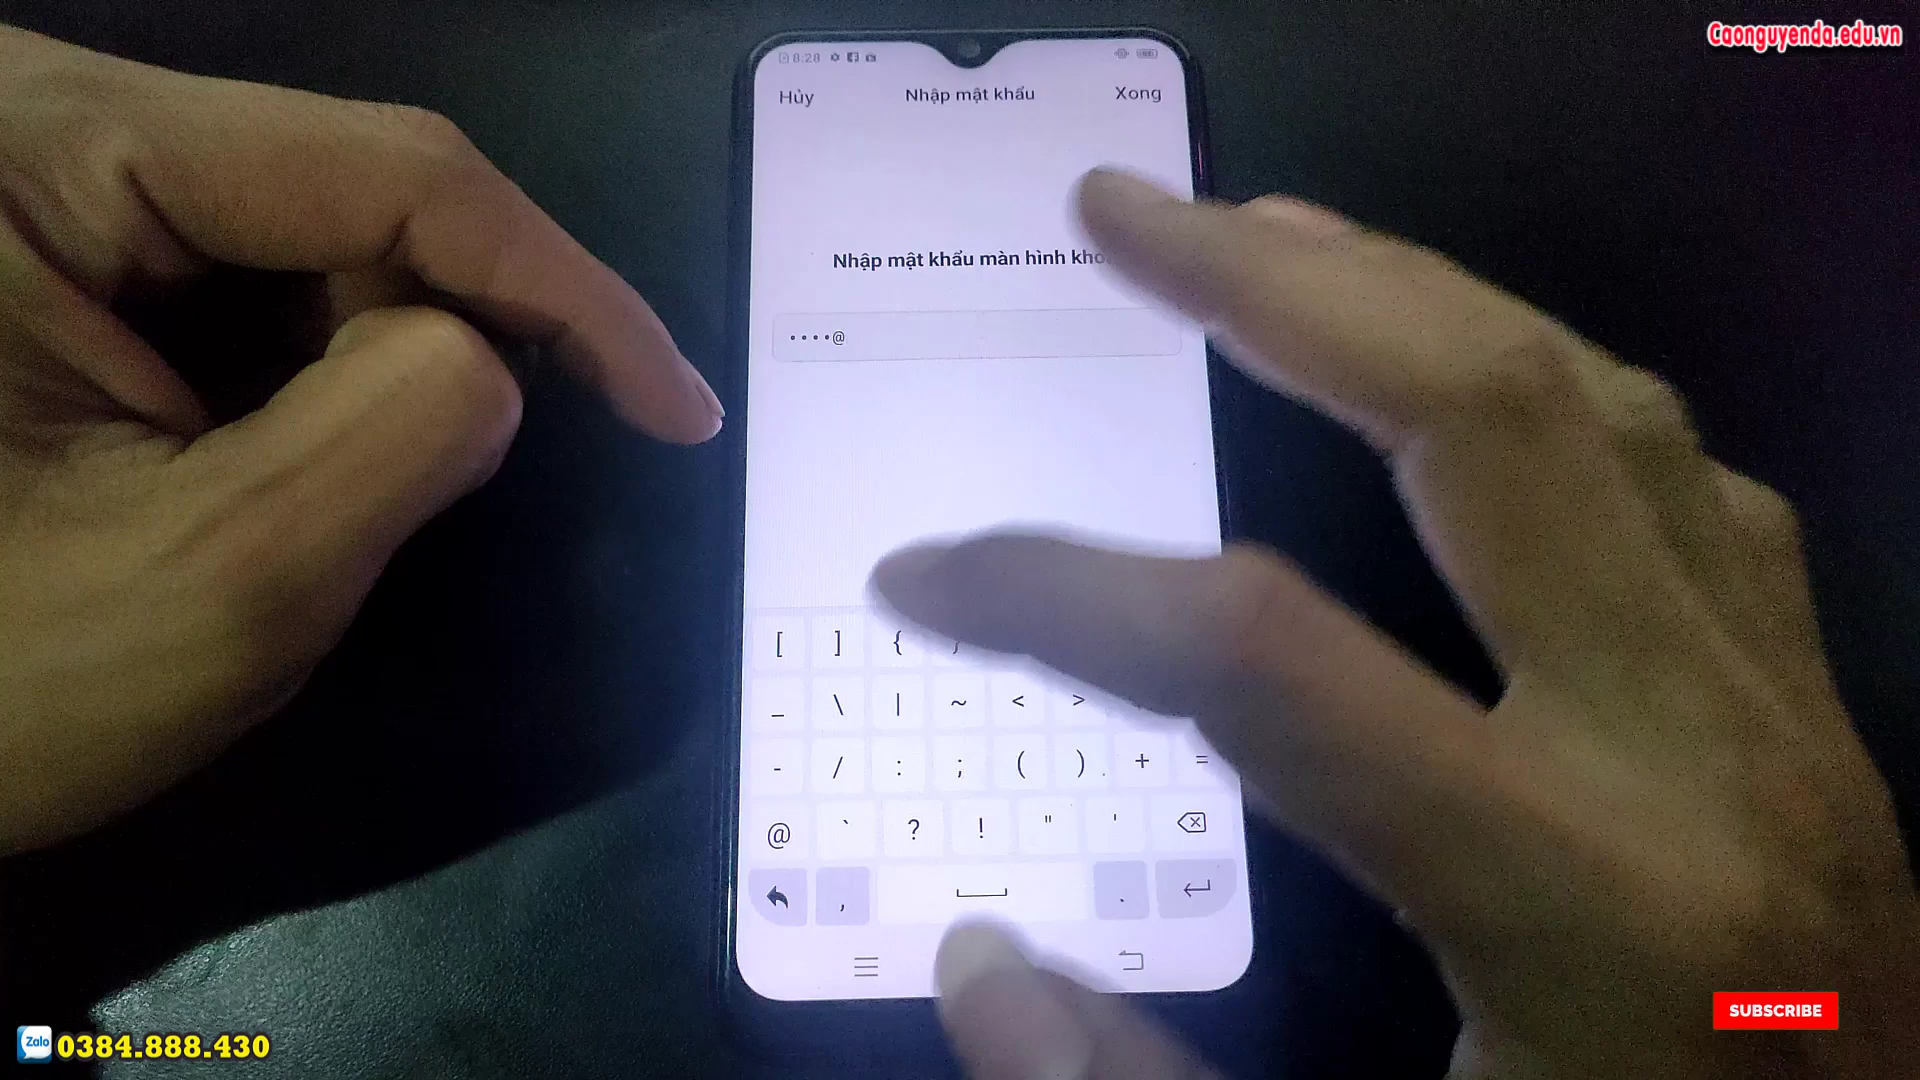 Caonguyenda.edu.vn
8:28
Hủy Nhập mật khẩu Xong
Nhập mật khẩu màn hình
••••@
[ ] {
_ \ | ~ < >
- / : ; ( ) + =
@ ` ? ! " '
, .
SUBSCRIBE
Zalo 0384.888.430